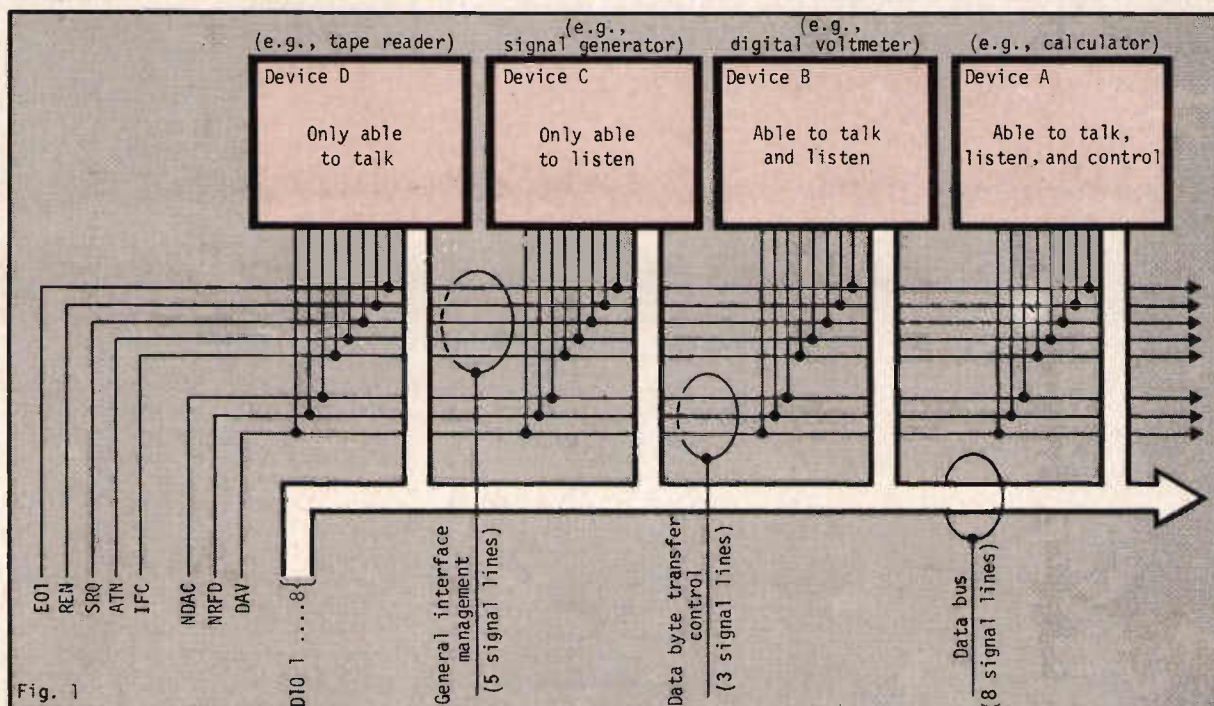 (e.g., tape reader)
(e.g.,
signal generator)
(e.g.,
digital voltmeter)
(e.g., calculator)
Device D
Only able
to talk
Device C
Only able
to listen
Device B
Able to talk
and listen
Device A
Able to talk,
listen, and control
EO1
REN
SRQ
ATN
IFC
NDAC
NRFD
DAV
D10 1 ....8
General interface
management
(5 signal lines)
Data byte transfer
control
(3 signal lines)
Data bus
(8 signal lines)
Fig. 1